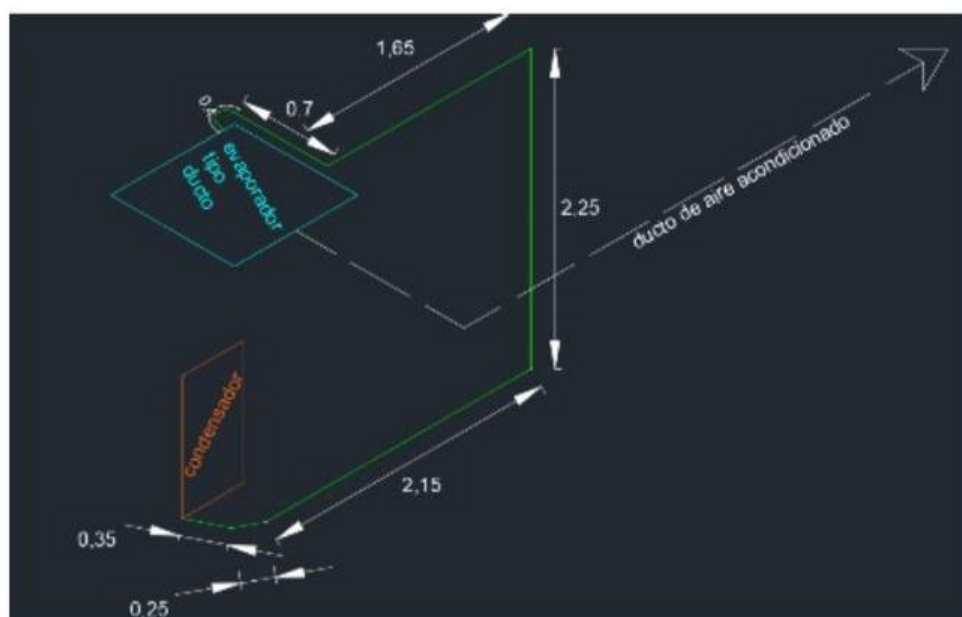 1,65
0,7
evaporador
tipo
ducto
2,25
ducto de aire acondicionado
condensador
2,15
0,35
0,25